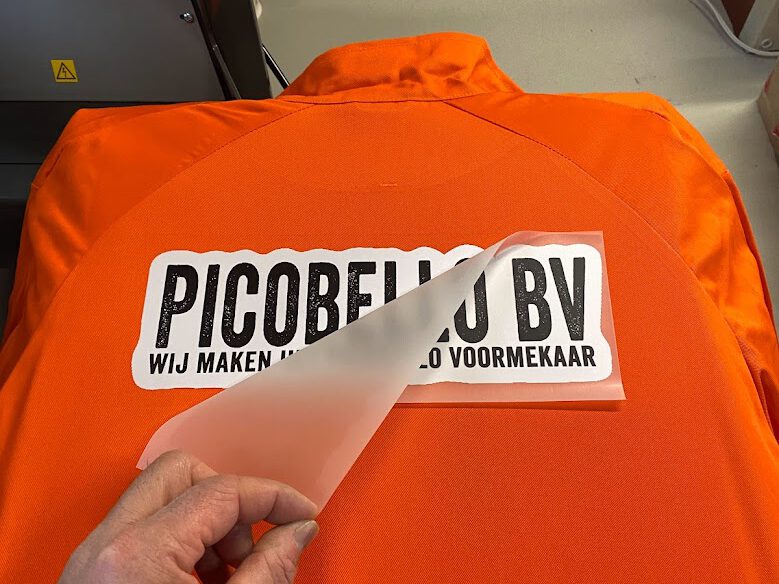 PICOBELLO BV
WIJ MAKEN VOORMEKAAR